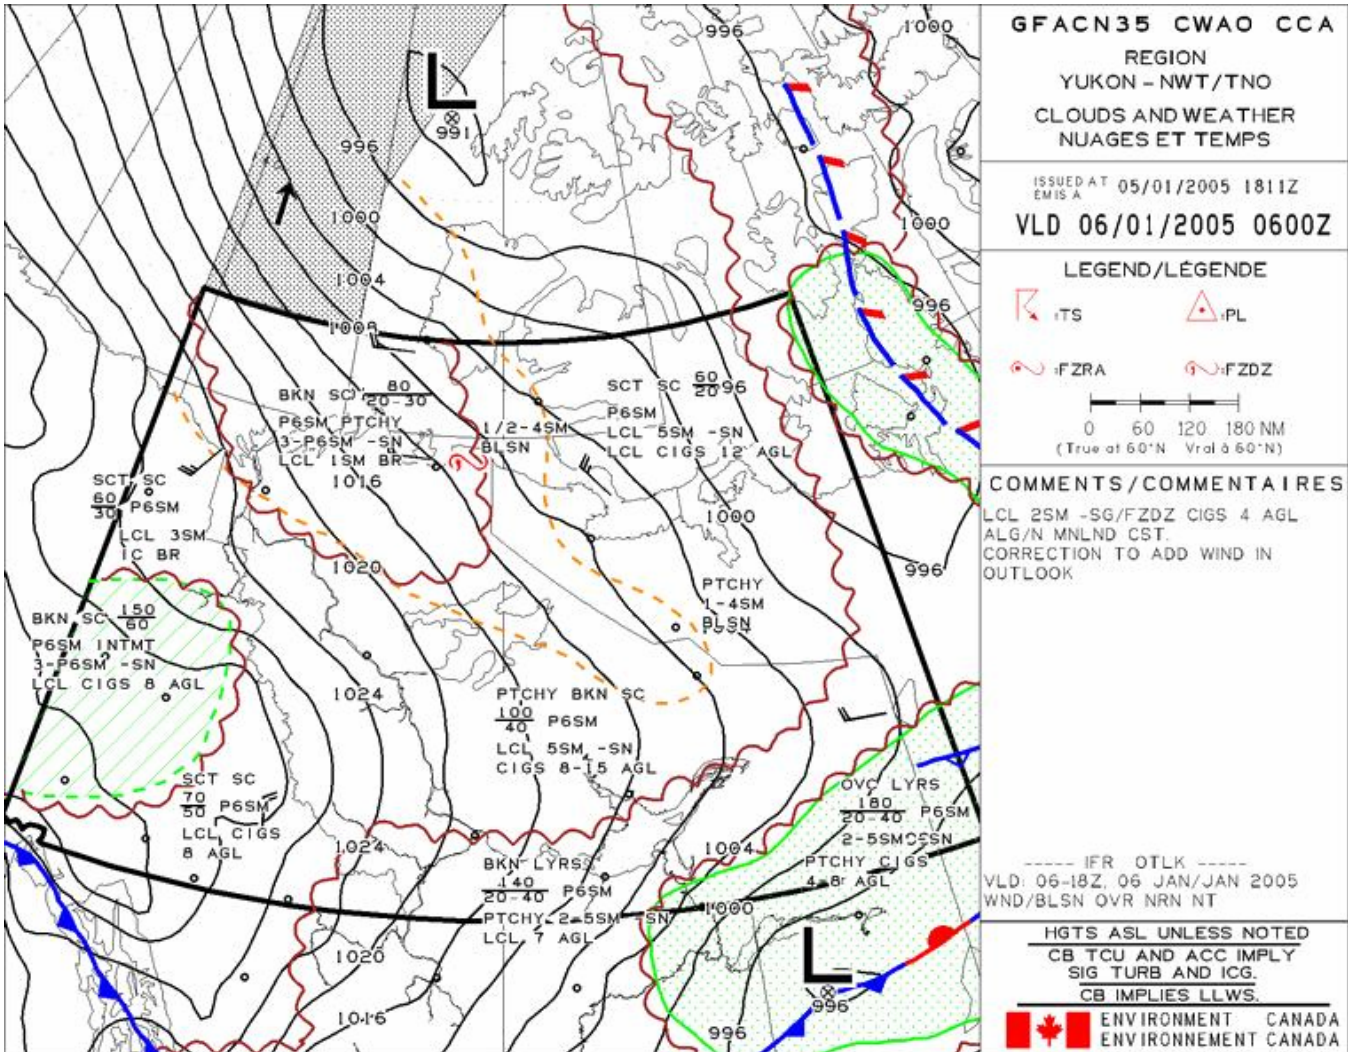 996
1000
991
996
1000
1000
1004
996
1008
BKN SC 80
20-30
P6SM PTCHY
3-P6SM -SN
LCL 1SM BR
1016
1/2-4SM
BLSN
SCT SC 60 96
20
P6SM
LCL 5SM -SN
LCL CIGS 12 AGL
SCT SC
60 P6SM
30
LCL 3SM
IC BR
1000
1020
996
PTCHY
1-4SM
BLSN
BKN SC 150
60
P6SM INTMT
3-P6SM -SN
LCL CIGS 8 AGL
1024
PTCHY BKN SC
100 P6SM
40
LCL 5SM -SN
CIGS 8-15 AGL
SCT SC
70 P6SM
50
LCL CIGS
8 AGL
OVC LYRS
180 P6SM
20-40
2-5SM -SN
PTCHY CIGS
4-8 AGL
1024
1004
BKN LYRS
140 P6SM
20-40
PTCHY 2-5SM -SN
LCL 7 AGL
1000
1020
996
1016
996
GFACN35 CWAO CCA
REGION
YUKON - NWT/TNO
CLOUDS AND WEATHER
NUAGES ET TEMPS
ISSUED AT 05/01/2005 1811Z
EMIS A
VLD 06/01/2005 0600Z
LEGEND/LÉGENDE
:TS :PL
:FZRA :FZDZ
0 60 120 180 NM
(True at 60°N Vrai à 60°N)
COMMENTS/COMMENTAIRES
LCL 2SM -SG/FZDZ CIGS 4 AGL
ALG/N MNLND CST.
CORRECTION TO ADD WIND IN
OUTLOOK
----- IFR OTLK -----
VLD: 06-18Z, 06 JAN/JAN 2005
WND/BLSN OVR NRN NT
HGTS ASL UNLESS NOTED
CB TCU AND ACC IMPLY
SIG TURB AND ICG.
CB IMPLIES LLWS.
ENVIRONMENT CANADA
ENVIRONNEMENT CANADA